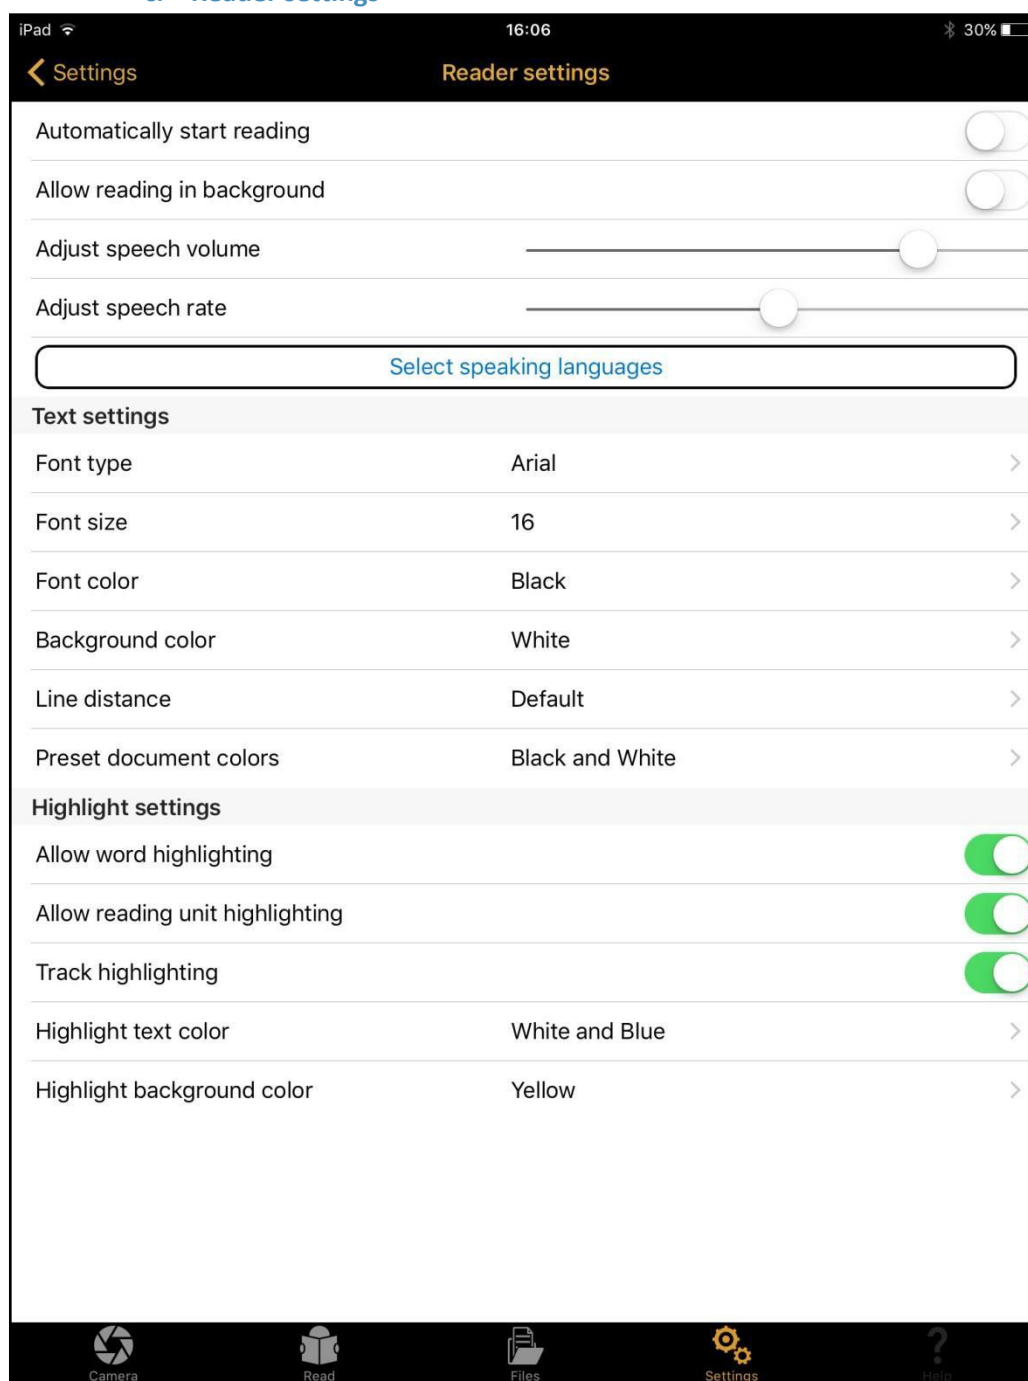 Reader settings
iPad 16:06 30%
Settings Reader settings
Automatically start reading
Allow reading in background
Adjust speech volume
Adjust speech rate
Select speaking languages
Text settings
Font type Arial
Font size 16
Font color Black
Background color White
Line distance Default
Preset document colors Black and White
Highlight settings
Allow word highlighting
Allow reading unit highlighting
Track highlighting
Highlight text color White and Blue
Highlight background color Yellow
Camera Read Files Settings Help